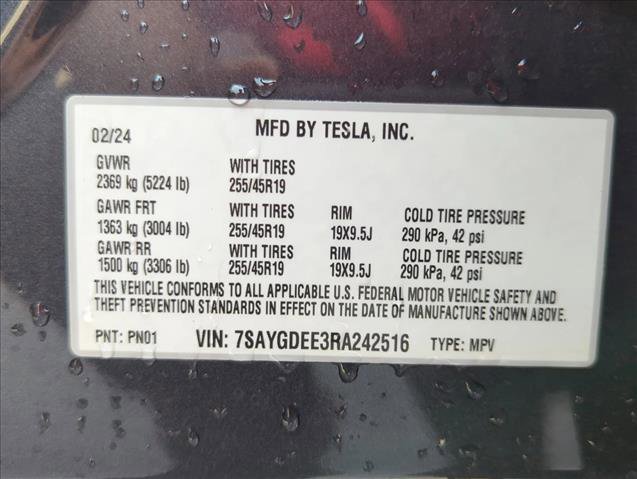 02/24 MFD BY TESLA, INC.
GVWR WITH TIRES
2369 kg (5224 lb) 255/45R19
GAWR FRT WITH TIRES RIM COLD TIRE PRESSURE
1363 kg (3004 lb) 255/45R19 19X9.5J 290 kPa, 42 psi
GAWR RR WITH TIRES RIM COLD TIRE PRESSURE
1500 kg (3306 lb) 255/45R19 19X9.5J 290 kPa, 42 psi
THIS VEHICLE CONFORMS TO ALL APPLICABLE U.S. FEDERAL MOTOR VEHICLE SAFETY AND
THEFT PREVENTION STANDARDS IN EFFECT ON THE DATE OF MANUFACTURE SHOWN ABOVE.
PNT: PN01 VIN: 7SAYGDEE3RA242516 TYPE: MPV